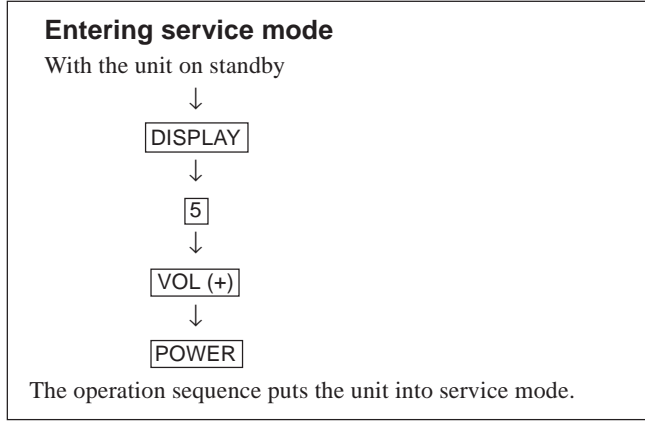 Entering service mode
With the unit on standby
↓
DISPLAY
↓
5
↓
VOL (+)
↓
POWER
The operation sequence puts the unit into service mode.